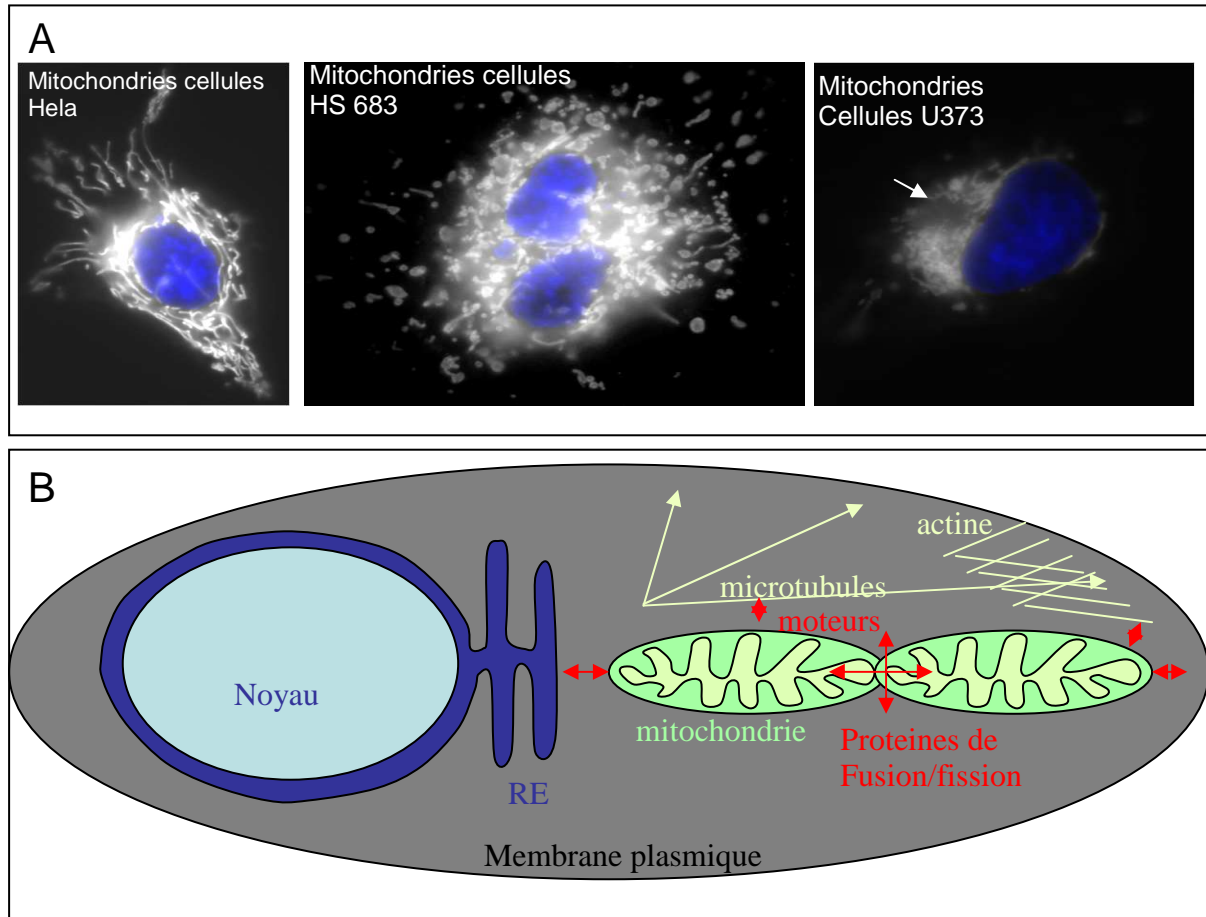 A
Mitochondries cellules
Hela
Mitochondries cellules
HS 683
Mitochondries
Cellules U373
B
actine
microtubules
moteurs
Noyau
mitochondrie
Proteines de
Fusion/fission
RE
Membrane plasmique